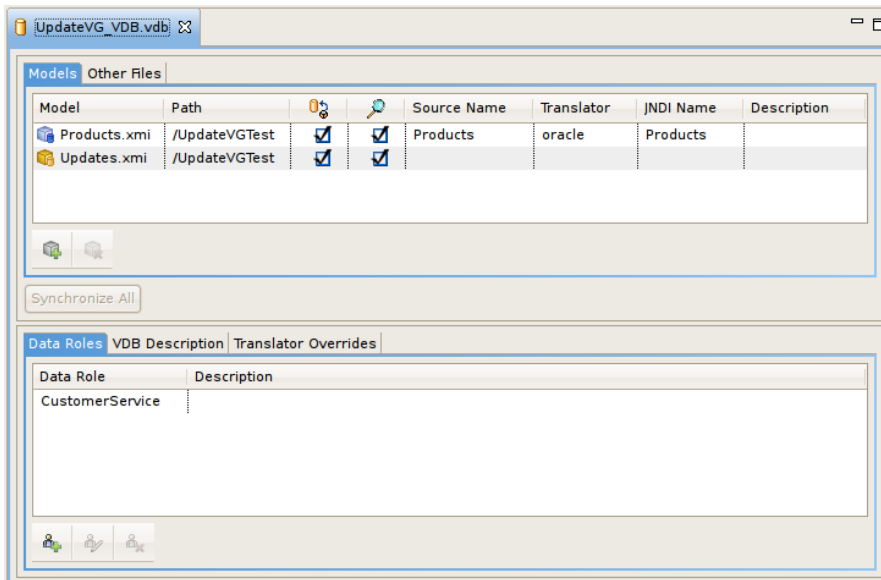 UpdateVG_VDB.vdb
Models Other Files
Model Path Source Name Translator JNDI Name Description
Products.xmi /UpdateVGTest Products oracle Products
Updates.xmi /UpdateVGTest
Synchronize All
Data Roles VDB Description Translator Overrides
Data Role Description
CustomerService